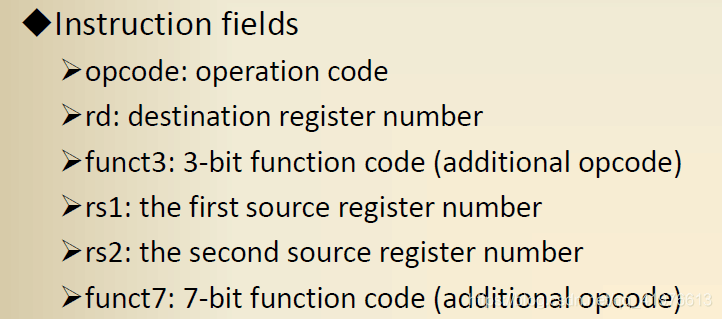 ◆Instruction fields
➢opcode: operation code
➢rd: destination register number
➢funct3: 3-bit function code (additional opcode)
➢rs1: the first source register number
➢rs2: the second source register number
➢funct7: 7-bit function code (additional opcode)